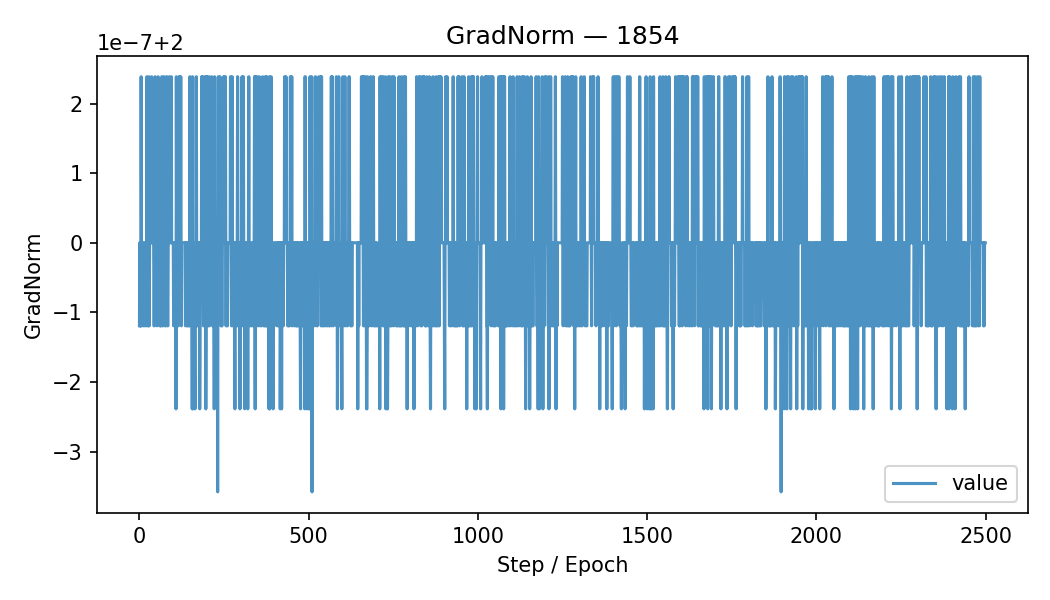 GradNorm — 1854
1e−7+2
2
1
0
−1
−2
−3
GradNorm
value
0 500 1000 1500 2000 2500
Step / Epoch